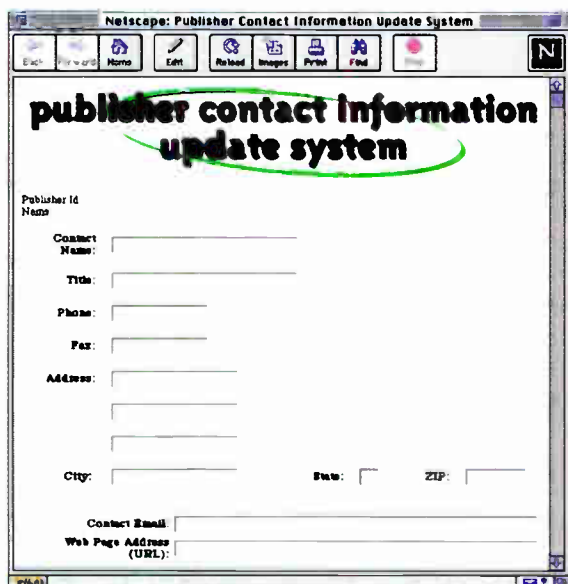 Netscape: Publisher Contact Information Update System
Back Forward Home Edit Reload Images Print Find Stop
N
publisher contact information
update system
Publisher Id
Name
Contact
Name:
Title:
Phone:
Fax:
Address:
City: State: ZIP:
Contact Email:
Web Page Address
(URL):